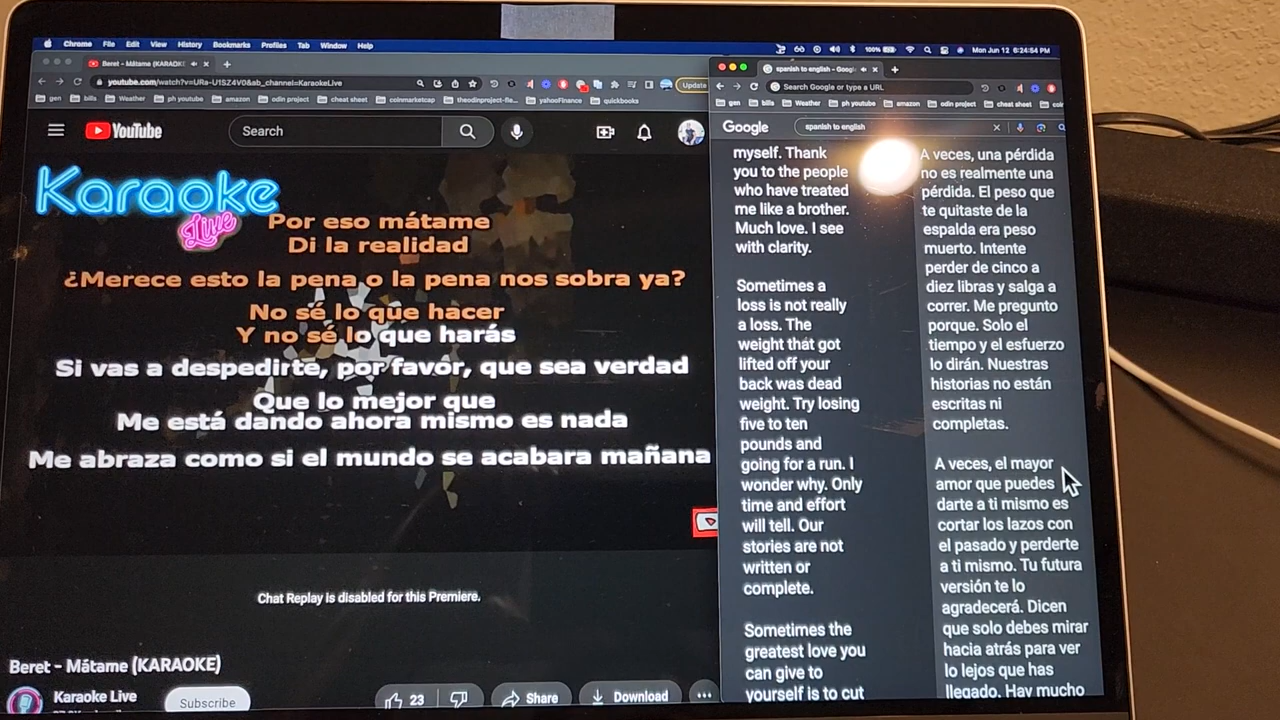 Chrome File Edit View History Bookmarks Profiles Tab Window Help
100% Mon Jun 12 6:24:54 PM
Beret - Mátame (KARAOKE
youtube.com/watch?v=URa-U1SZ4V0&ab_channel=KaraokeLive
Update
gen bills Weather ph youtube amazon odin project cheat sheet coinmarketcap theodinproject-fle... yahooFinance quickbooks
YouTube
Search
Karaoke
Live
Por eso mátame
Di la realidad
¿Merece esto la pena o la pena nos sobra ya?
No sé lo que hacer
Y no sé lo que harás
Si vas a despedirte, por favor, que sea verdad
Que lo mejor que
Me está dando ahora mismo es nada
Me abraza como si el mundo se acabara mañana
Chat Replay is disabled for this Premiere.
Beret - Mátame (KARAOKE)
Karaoke Live
Subscribe
23
Share
Download
spanish to english - Googl
Search Google or type a URL
gen bills Weather ph youtube amazon odin project cheat sheet
Google
spanish to english
myself. Thank
you to the people
who have treated
me like a brother.
Much love. I see
with clarity.
Sometimes a
loss is not really
a loss. The
weight that got
lifted off your
back was dead
weight. Try losing
five to ten
pounds and
going for a run. I
wonder why. Only
time and effort
will tell. Our
stories are not
written or
complete.
Sometimes the
greatest love you
can give to
yourself is to cut
A veces, una pérdida
no es realmente una
pérdida. El peso que
te quitaste de la
espalda era peso
muerto. Intente
perder de cinco a
diez libras y salga a
correr. Me pregunto
porque. Solo el
tiempo y el esfuerzo
lo dirán. Nuestras
historias no están
escritas ni
completas.
A veces, el mayor
amor que puedes
darte a ti mismo es
cortar los lazos con
el pasado y perderte
a ti mismo. Tu futura
versión te lo
agradecerá. Dicen
que solo debes mirar
hacia atrás para ver
lo lejos que has
llegado. Hay mucho